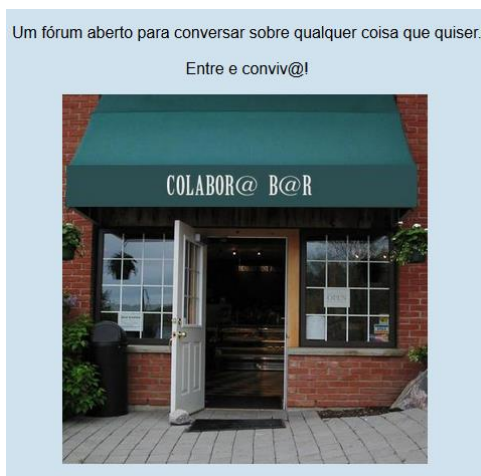 Um fórum aberto para conversar sobre qualquer coisa que quiser.
Entre e conviv@!
COLABOR@ B@R
OPEN